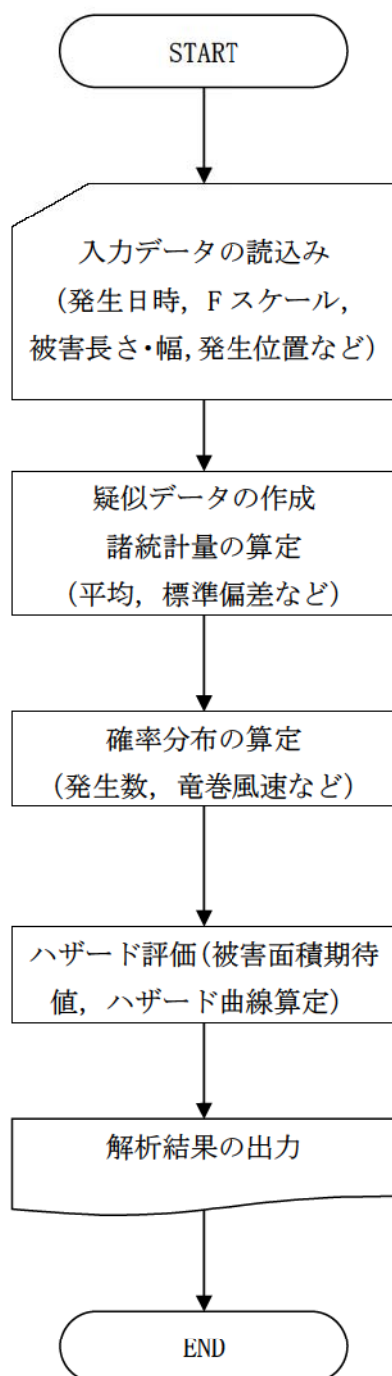 START
入力データの読込み
(発生日時, Fスケール,
被害長さ・幅,発生位置など)
疑似データの作成
諸統計量の算定
(平均, 標準偏差など)
確率分布の算定
(発生数, 竜巻風速など)
ハザード評価(被害面積期待
値, ハザード曲線算定)
解析結果の出力
END